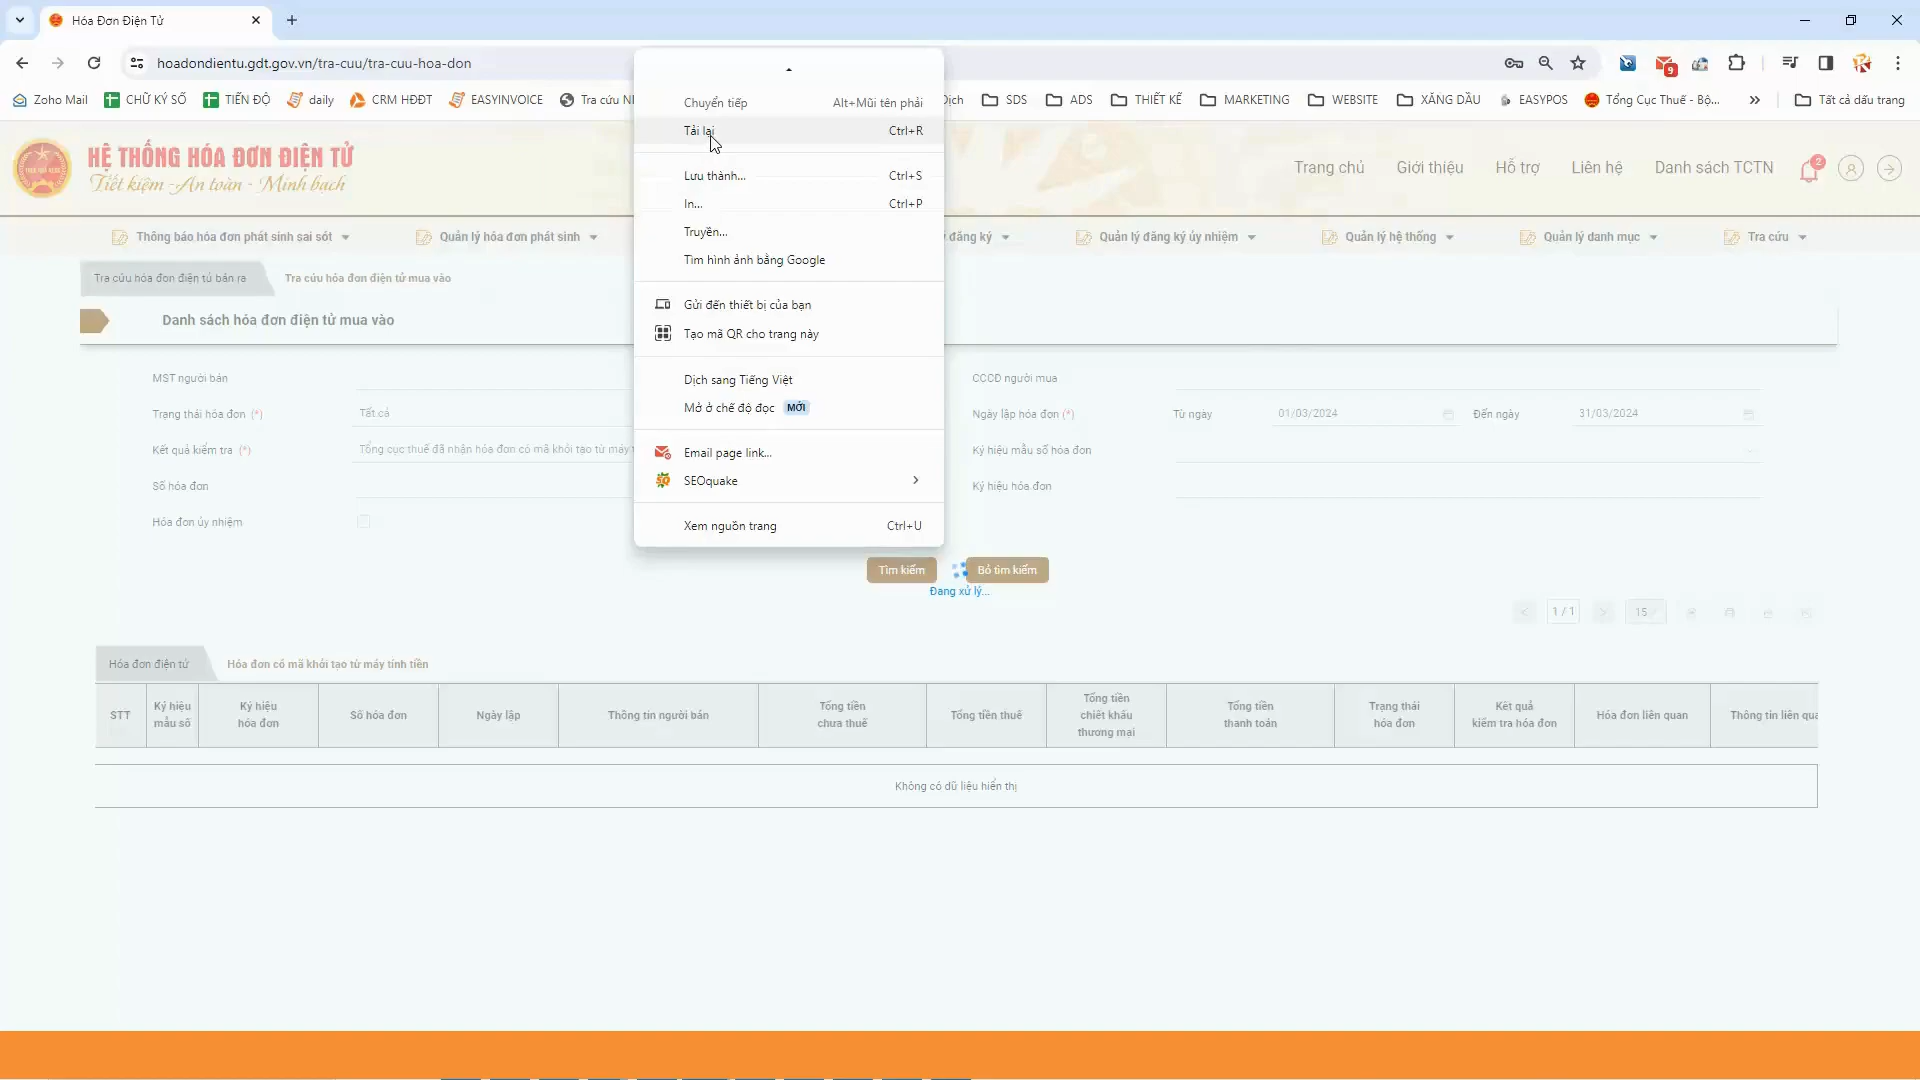 Hóa Đơn Điện Tử
hoadondientu.gdt.gov.vn/tra-cuu/tra-cuu-hoa-don
9
Zoho Mail CHỮ KÝ SỐ TIẾN ĐỘ daily CRM HĐĐT EASYINVOICE Tra cứu Dịch SDS ADS THIẾT KẾ MARKETING WEBSITE XĂNG DẦU EASYPOS Tổng Cục Thuế - Bộ... Tất cả dấu trang
HỆ THỐNG HÓA ĐƠN ĐIỆN TỬ
Tiết kiệm - An toàn - Minh bạch
Trang chủ Giới thiệu Hỗ trợ Liên hệ Danh sách TCTN 2
Thông báo hóa đơn phát sinh sai sót Quản lý hóa đơn phát sinh đăng ký Quản lý đăng ký ủy nhiệm Quản lý hệ thống Quản lý danh mục Tra cứu
Tra cứu hóa đơn điện tử bán ra Tra cứu hóa đơn điện tử mua vào
Danh sách hóa đơn điện tử mua vào
MST người bán CCCD người mua
Trạng thái hóa đơn (*) Tất cả Ngày lập hóa đơn (*) Từ ngày 01/03/2024 Đến ngày 31/03/2024
Kết quả kiểm tra (*) Tổng cục thuế đã nhận hóa đơn có mã khởi tạo từ máy Ký hiệu mẫu số hóa đơn
Số hóa đơn Ký hiệu hóa đơn
Hóa đơn ủy nhiệm
Chuyển tiếp Alt+Mũi tên phải
Tải lại Ctrl+R
Lưu thành... Ctrl+S
In... Ctrl+P
Truyền...
Tìm hình ảnh bằng Google
Gửi đến thiết bị của bạn
Tạo mã QR cho trang này
Dịch sang Tiếng Việt
Mở ở chế độ đọc MỚI
Email page link...
SEOquake
Xem nguồn trang Ctrl+U
Tìm kiếm Bỏ tìm kiếm
Đang xử lý...
1 / 1 15
Hóa đơn điện tử Hóa đơn có mã khởi tạo từ máy tính tiền
STT Ký hiệu mẫu số Ký hiệu hóa đơn Số hóa đơn Ngày lập Thông tin người bán Tổng tiền chưa thuế Tổng tiền thuế Tổng tiền chiết khấu thương mại Tổng tiền thanh toán Trạng thái hóa đơn Kết quả kiểm tra hóa đơn Hóa đơn liên quan Thông tin liên
Không có dữ liệu hiển thị